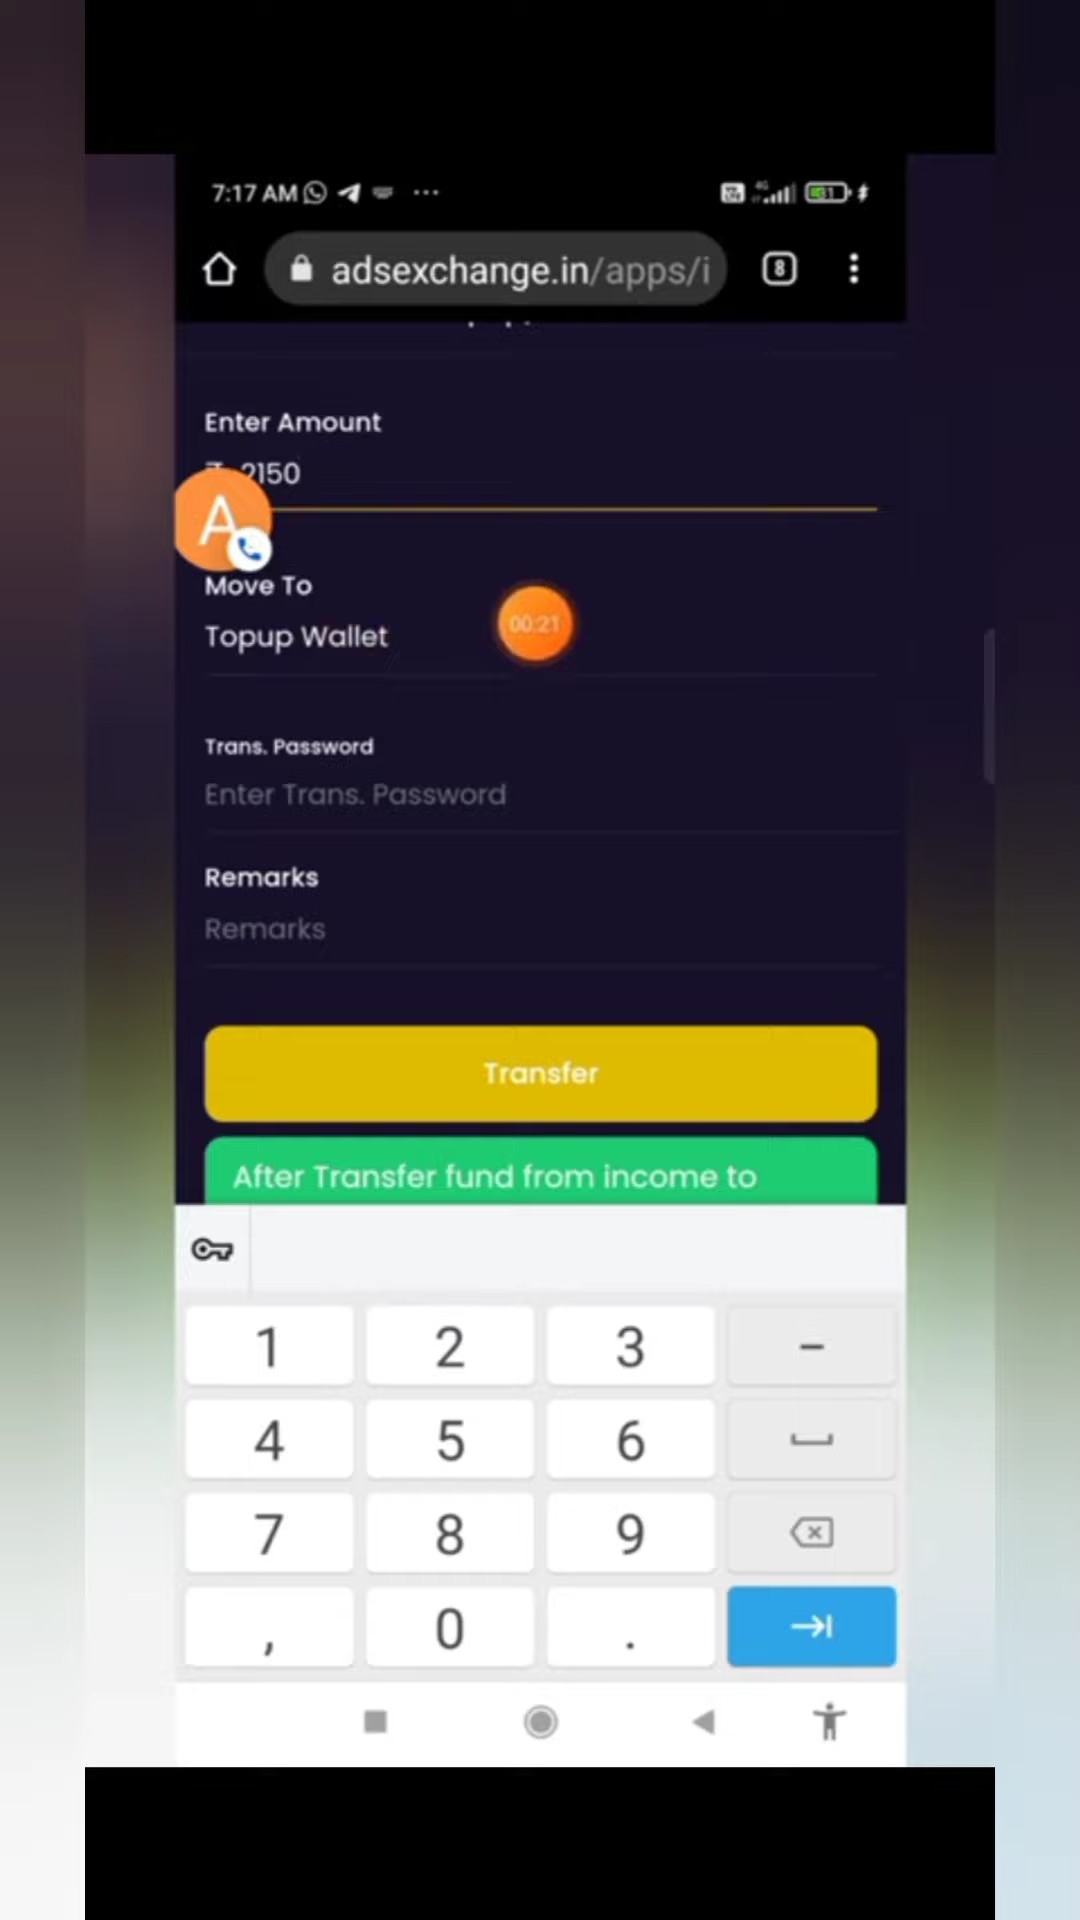 7:17 AM
4G
31
adsexchange.in/apps/i
8
Enter Amount
2150
A
Move To
00:21
Topup Wallet
Trans. Password
Enter Trans. Password
Remarks
Remarks
Transfer
After Transfer fund from income to
1 2 3 -
4 5 6
7 8 9
, 0 .